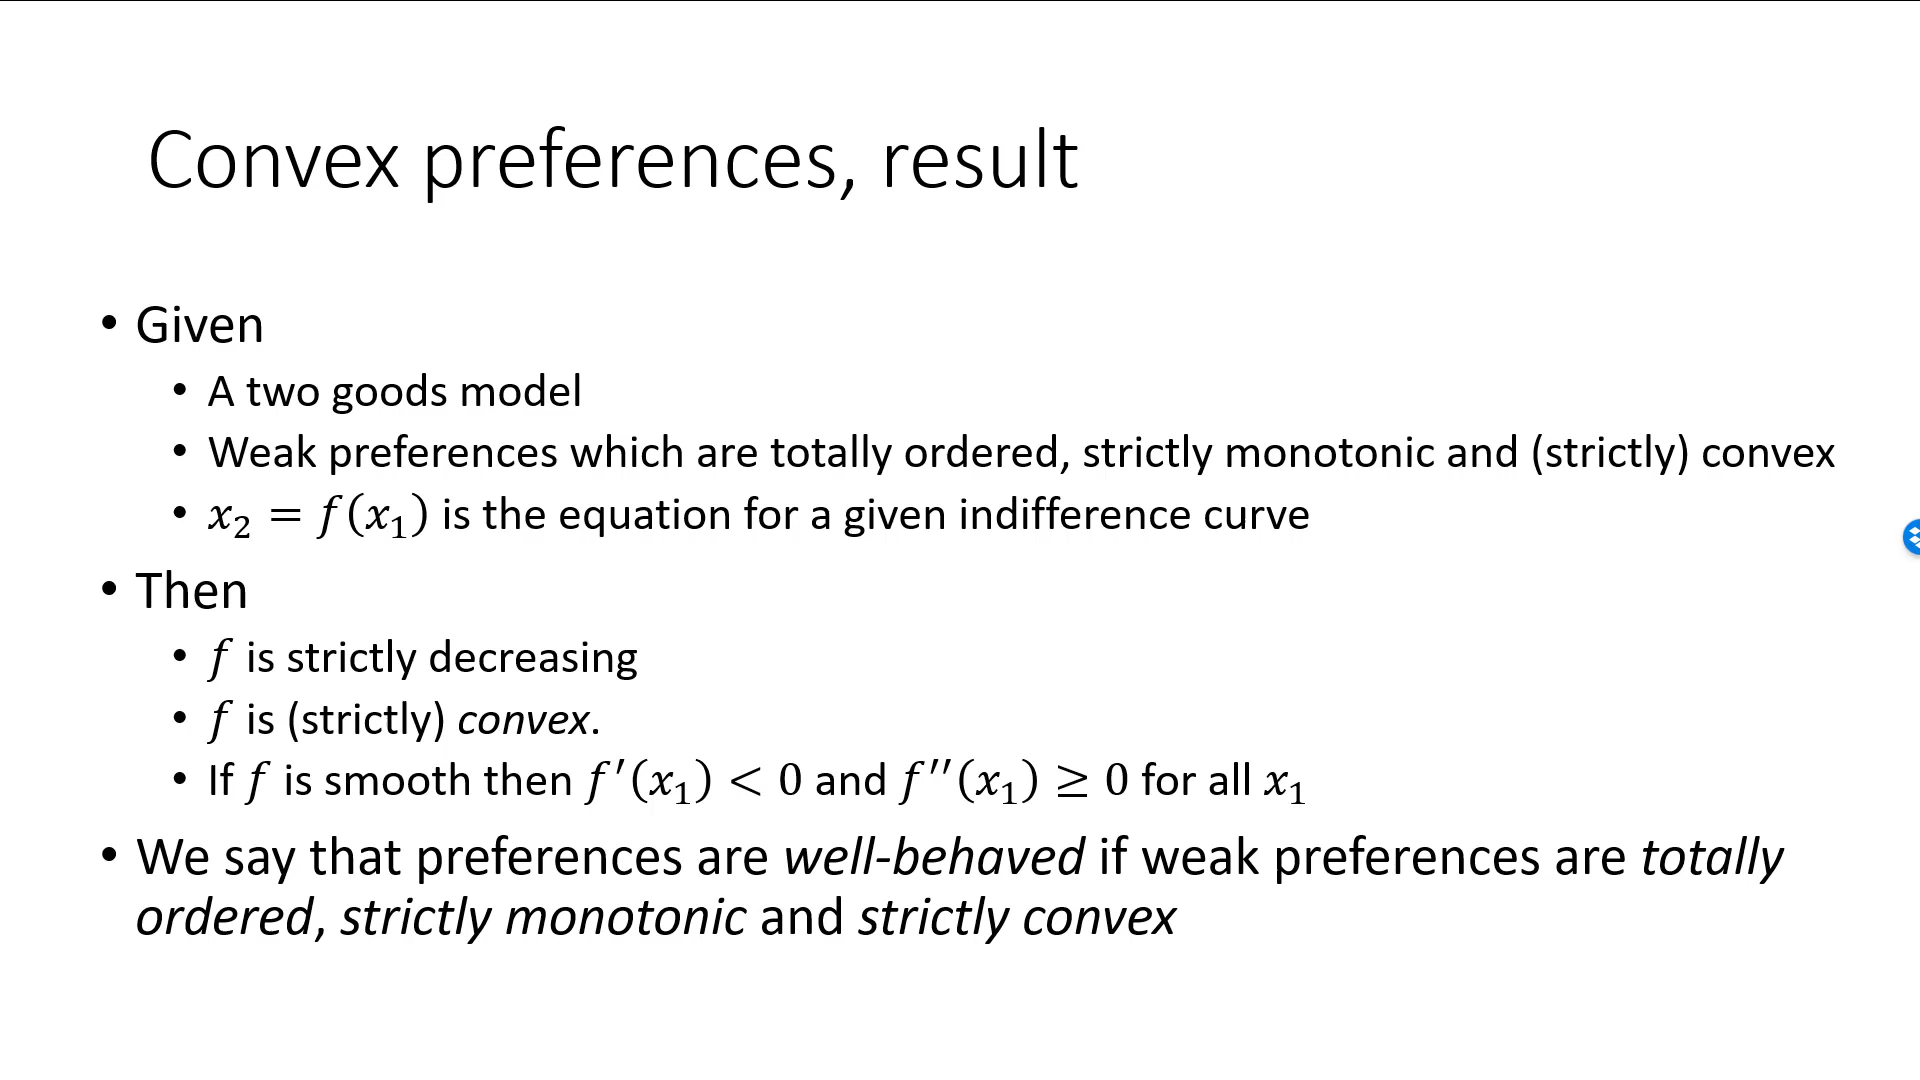 Convex preferences, result
• Given
• A two goods model
• Weak preferences which are totally ordered, strictly monotonic and (strictly) convex
• 𝑥₂ = 𝑓(𝑥₁) is the equation for a given indifference curve
• Then
• 𝑓 is strictly decreasing
• 𝑓 is (strictly) convex.
• If 𝑓 is smooth then 𝑓′(𝑥₁) < 0 and 𝑓′′(𝑥₁) ≥ 0 for all 𝑥₁
• We say that preferences are well-behaved if weak preferences are totally
ordered, strictly monotonic and strictly convex